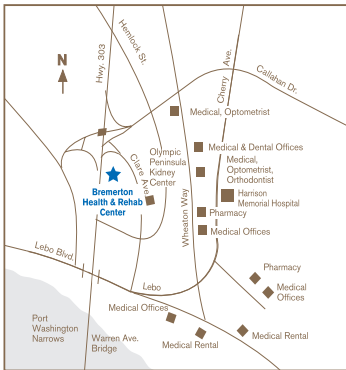 N
Hwy. 303
Hemlock St.
Cherry Ave.
Callahan Dr.
Medical, Optometrist
Medical & Dental Offices
Olympic
Peninsula
Kidney
Center
Clare Ave.
Medical,
Optometrist,
Orthodontist
Bremerton
Health & Rehab
Center
Harrison
Memorial Hospital
Wheaton Way
Pharmacy
Medical Offices
Lebo Blvd.
Lebo
Pharmacy
Medical
Offices
Medical Offices
Port
Washington
Narrows
Warren Ave.
Bridge
Medical Rental
Medical Rental